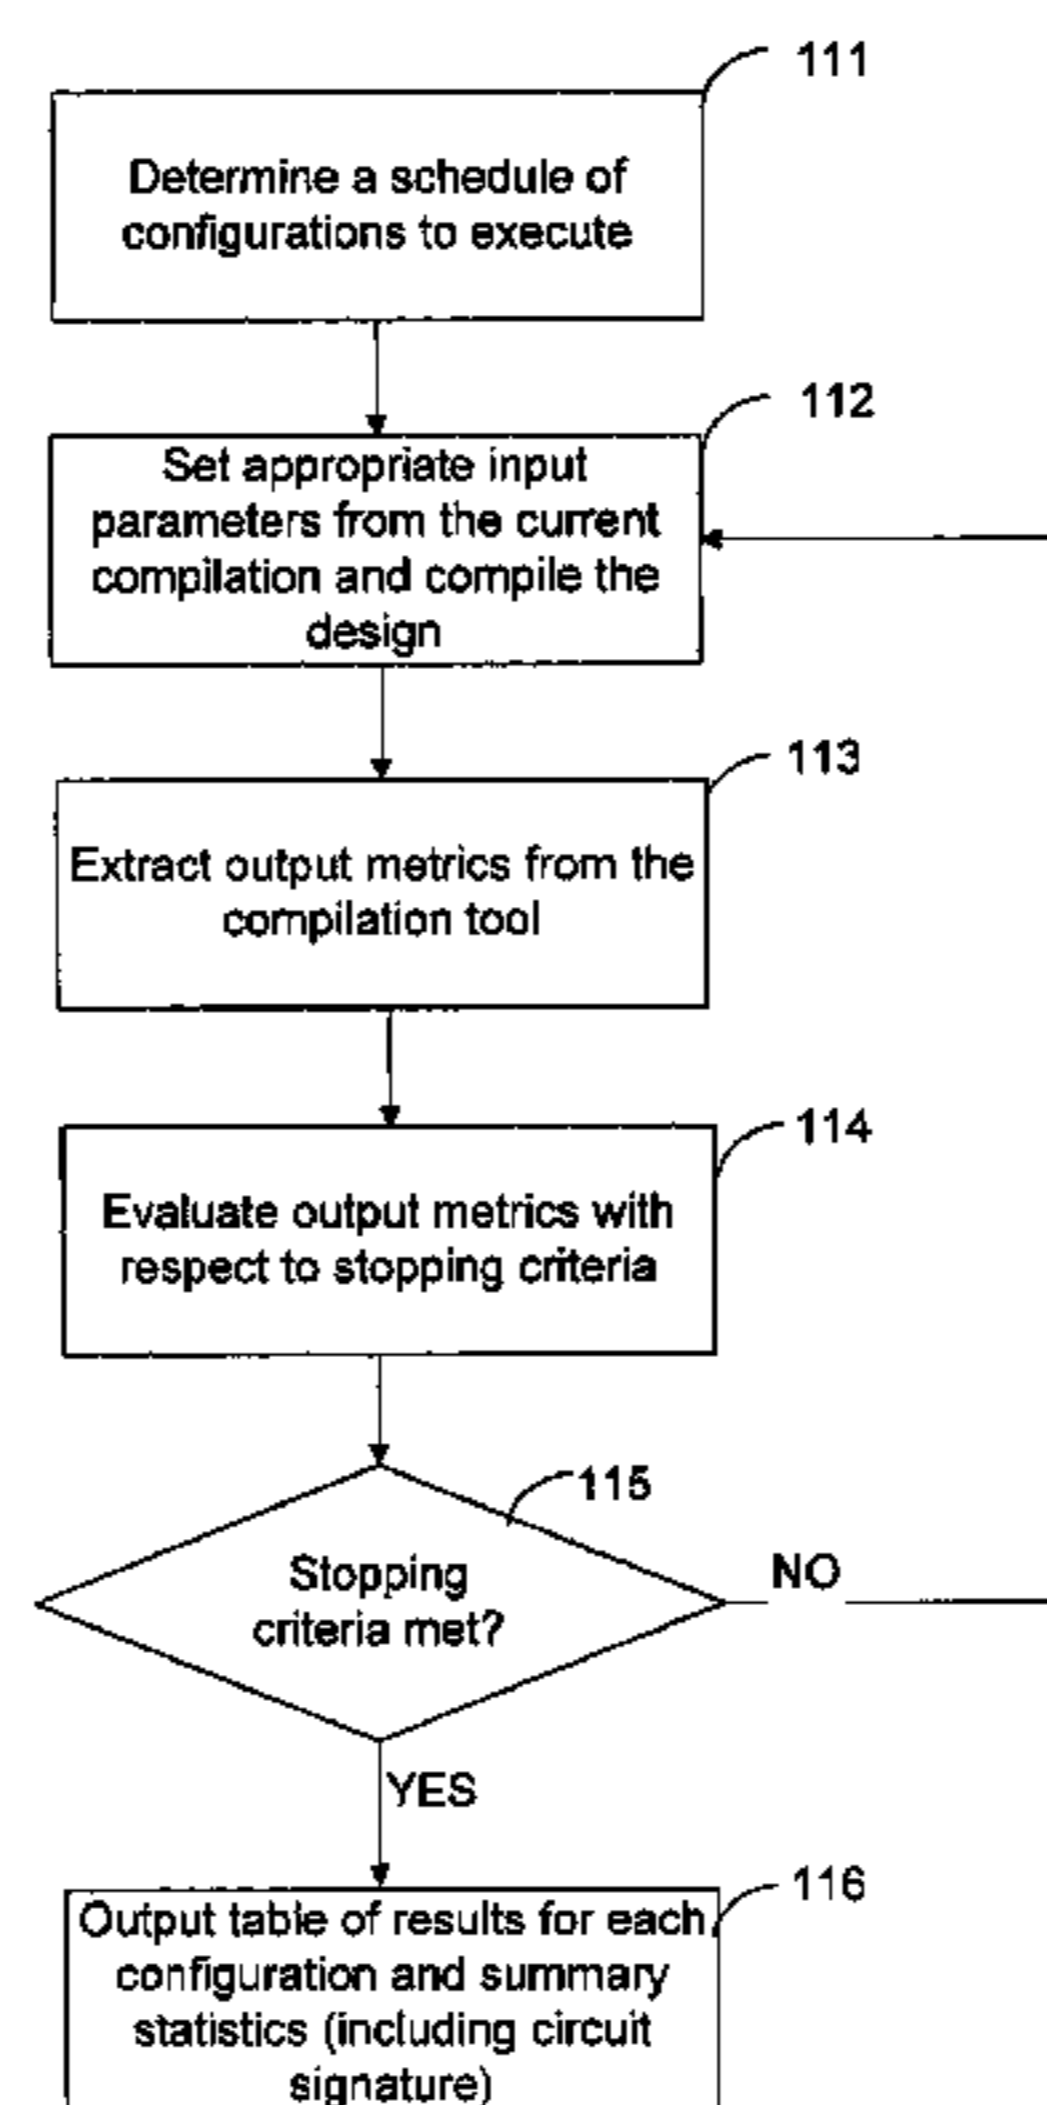 111
Determine a schedule of
configurations to execute
112
Set appropriate input
parameters from the current
compilation and compile the
design
113
Extract output metrics from the
compilation tool
114
Evaluate output metrics with
respect to stopping criteria
115
Stopping
criteria met?
NO
YES
116
Output table of results for each
configuration and summary
statistics (including circuit
signature)